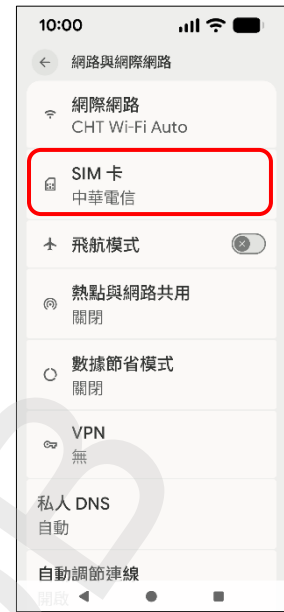 10:00
網路與網際網路
網際網路
CHT Wi-Fi Auto
SIM 卡
中華電信
飛航模式
熱點與網路共用
關閉
數據節省模式
關閉
VPN
無
私人 DNS
自動
自動調節連線
開啟